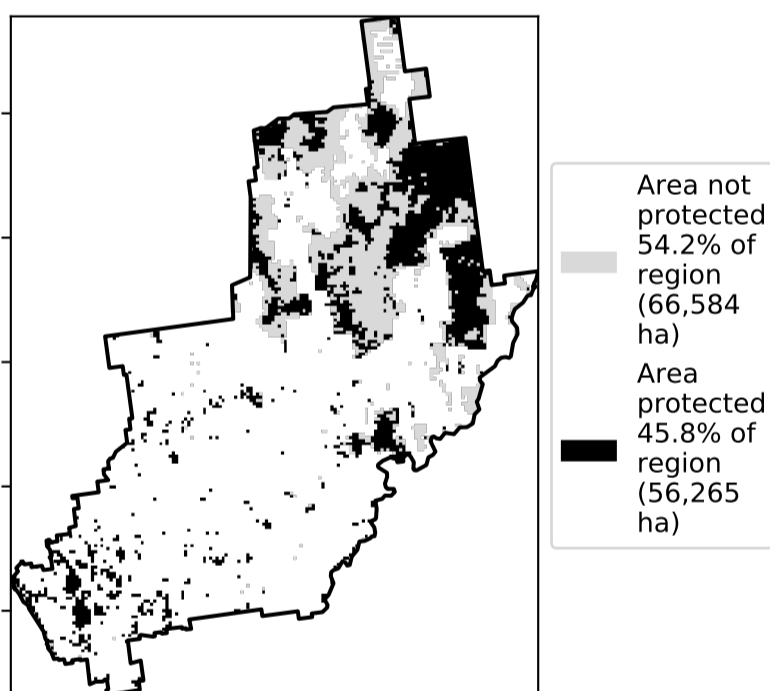 Area not
protected
54.2% of
region
(66,584
ha)
Area
protected
45.8% of
region
(56,265
ha)